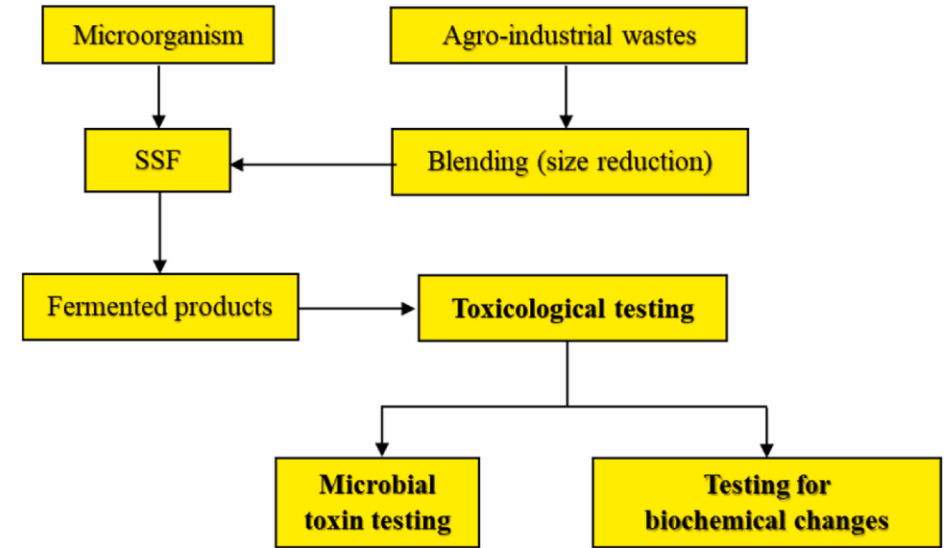 Microorganism
Agro-industrial wastes
SSF
Blending (size reduction)
Fermented products
Toxicological testing
Microbial
toxin testing
Testing for
biochemical changes